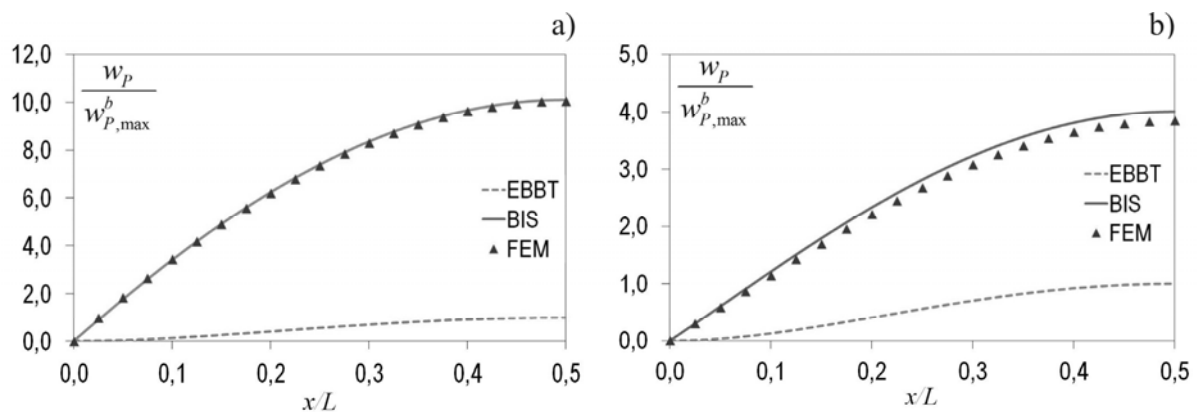 a)
12,0
10,0
8,0
6,0
4,0
2,0
0,0
w_P
w^b_{P,max}
EBBT
BIS
FEM
0,0 0,1 0,2 0,3 0,4 0,5
x/L
b)
5,0
4,0
3,0
2,0
1,0
0,0
w_P
w^b_{P,max}
EBBT
BIS
FEM
0,0 0,1 0,2 0,3 0,4 0,5
x/L